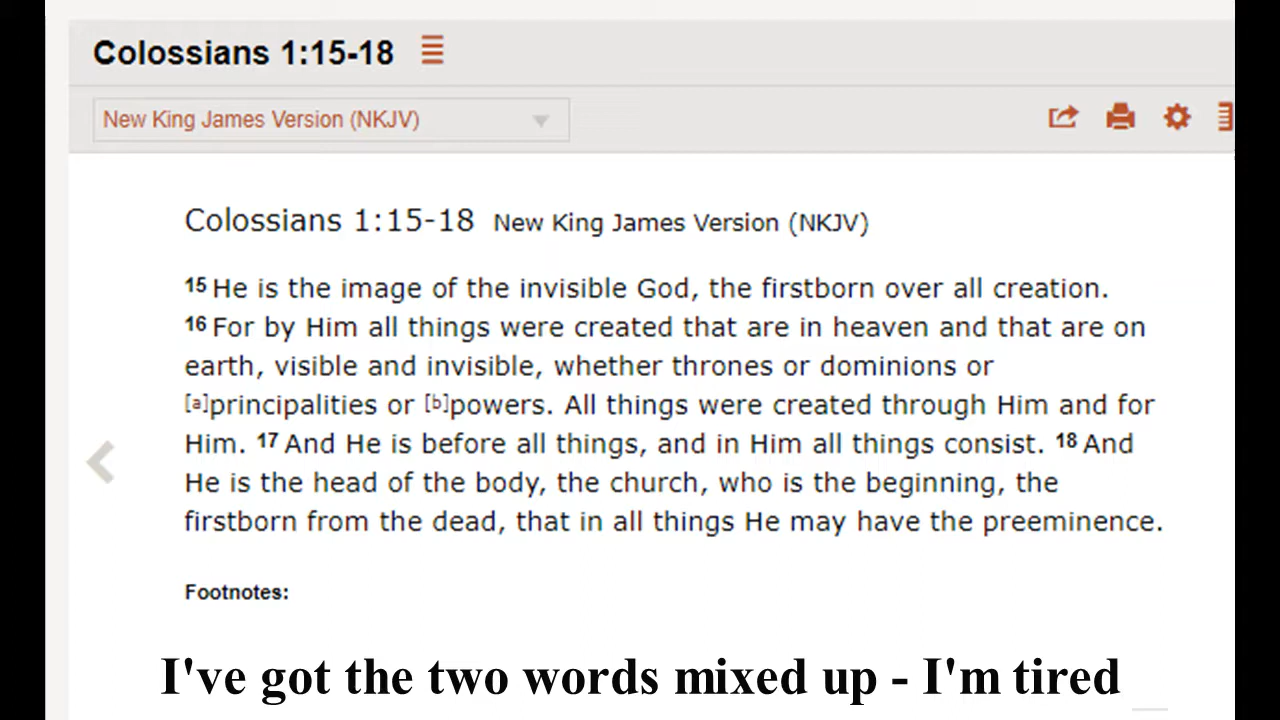 Colossians 1:15-18
New King James Version (NKJV)
Colossians 1:15-18 New King James Version (NKJV)
15 He is the image of the invisible God, the firstborn over all creation.
16 For by Him all things were created that are in heaven and that are on
earth, visible and invisible, whether thrones or dominions or
[a]principalities or [b]powers. All things were created through Him and for
Him. 17 And He is before all things, and in Him all things consist. 18 And
He is the head of the body, the church, who is the beginning, the
firstborn from the dead, that in all things He may have the preeminence.
Footnotes:
I've got the two words mixed up - I'm tired